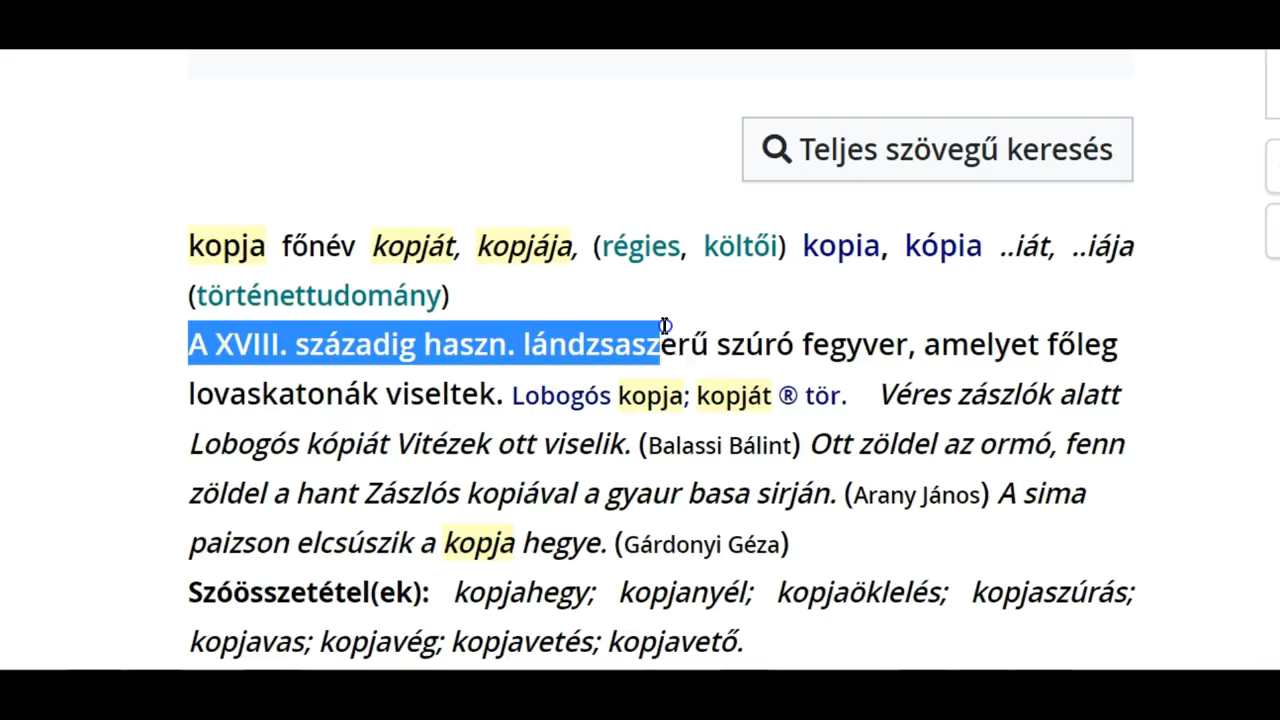 Teljes szövegű keresés
kopja főnév kopját, kopjája, (régies, költői) kopia, kópia ..iát, ..iája
(történettudomány)
A XVIII. századig haszn. lándzsaszerű szúró fegyver, amelyet főleg
lovaskatonák viseltek. Lobogós kopja; kopját ® tör. Véres zászlók alatt
Lobogós kópiát Vitézek ott viselik. (Balassi Bálint) Ott zöldel az ormó, fenn
zöldel a hant Zászlós kopiával a gyaur basa sirján. (Arany János) A sima
paizson elcsúszik a kopja hegye. (Gárdonyi Géza)
Szóösszetétel(ek): kopjahegy; kopjanyél; kopjaöklelés; kopjaszúrás;
kopjavas; kopjavég; kopjavetés; kopjavető.